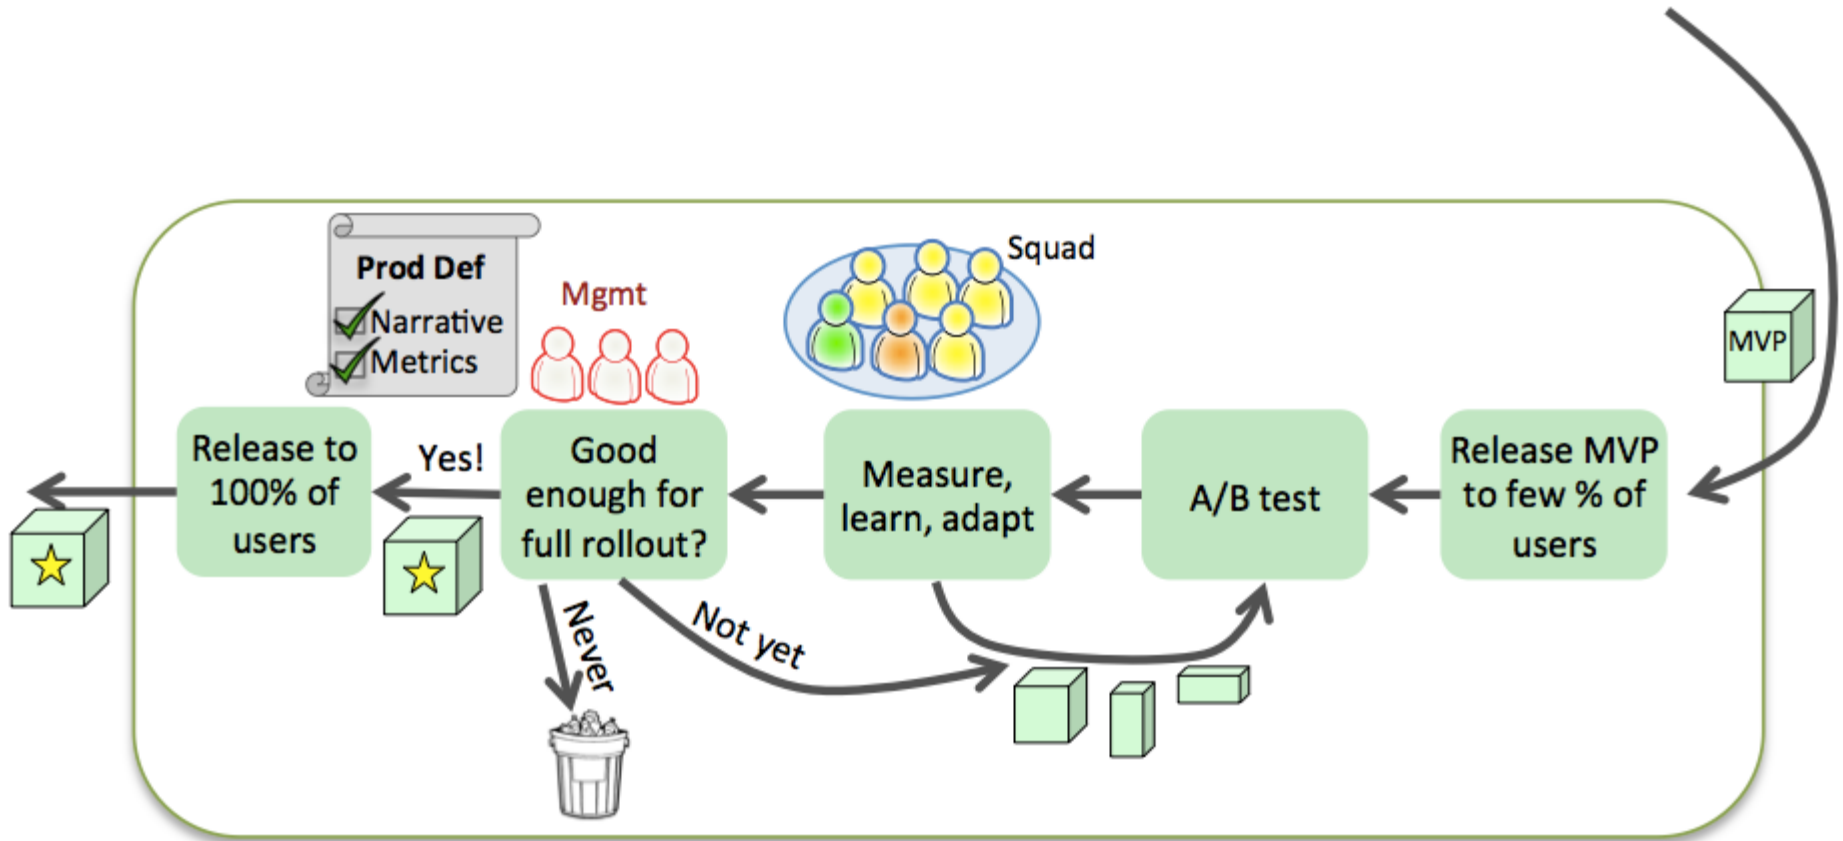 Prod Def
Narrative
Metrics
Mgmt
Squad
MVP
Release to
100% of
users
Yes!
Good
enough for
full rollout?
Measure,
learn, adapt
A/B test
Release MVP
to few % of
users
Never
Not yet